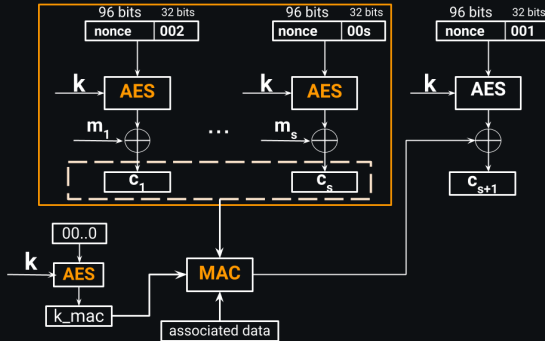 96 bits 32 bits 96 bits 32 bits 96 bits 32 bits
nonce 002 nonce 00s nonce 001
k AES k AES k AES
m1 ... ms
c1 cs cs+1
00..0
k AES MAC
k_mac
associated data